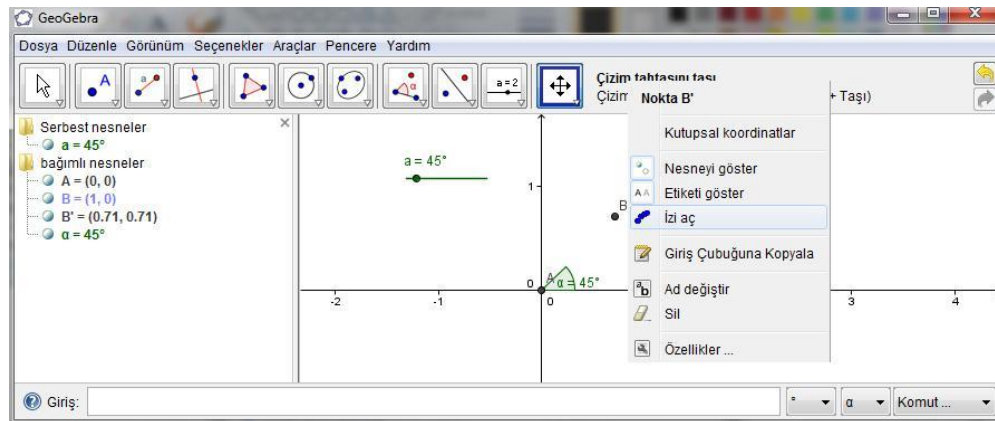 GeoGebra
Dosya Düzenle Görünüm Seçenekler Araçlar Pencere Yardım
A
a
α
a = 2
Çizim tahtasını taşı
Çizim + Taşı)
Serbest nesneler
a = 45°
bağımlı nesneler
A = (0, 0)
B = (1, 0)
B' = (0.71, 0.71)
α = 45°
a = 45°
1
B
0
A
α = 45°
-2 -1 0 3 4
Nokta B'
Kutupsal koordinatlar
Nesneyi göster
AA Etiketi göster
İzi aç
Giriş Çubuğuna Kopyala
ab Ad değiştir
Sil
Özellikler ...
Giriş: ° α Komut ...